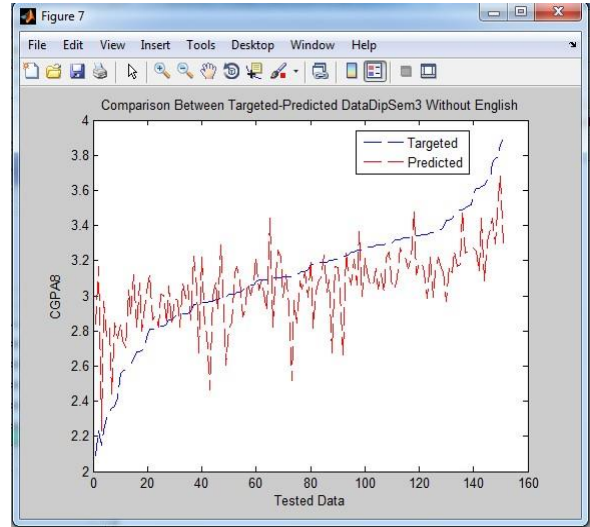 Figure 7
File Edit View Insert Tools Desktop Window Help
Comparison Between Targeted-Predicted DataDipSem3 Without English
Targeted
Predicted
4
3.8
3.6
3.4
3.2
3
2.8
2.6
2.4
2.2
2
CGPA8
0 20 40 60 80 100 120 140 160
Tested Data